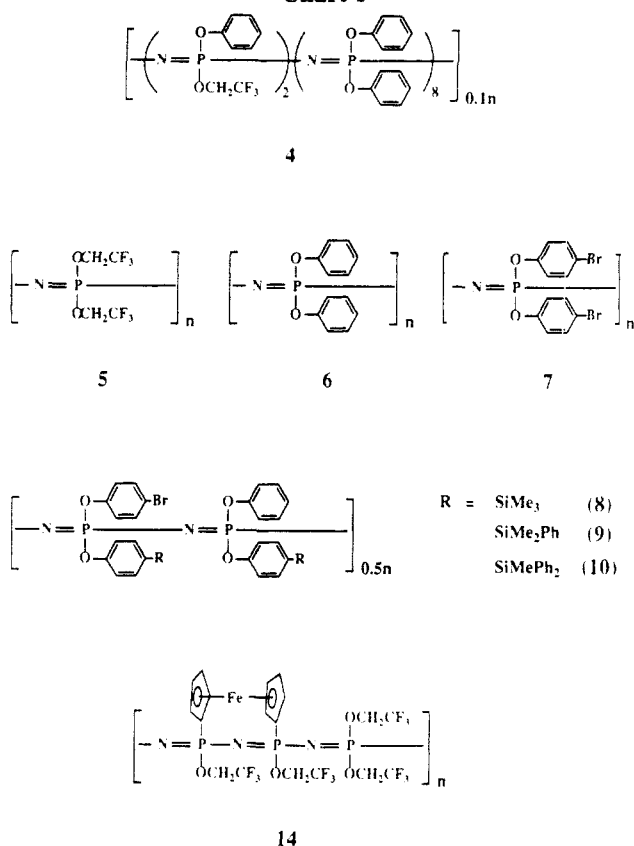 O
N=P
OCH₂CF₃
2
O
N=P
O
8
0.1n
4
OCH₂CF₃
N=P
OCH₂CF₃
n
5
O
N=P
O
n
6
O Br
N=P
O Br
n
7
O Br
N=P
O R
O
N=P
O R
0.5n
R = SiMe₃ (8)
SiMe₂Ph (9)
SiMePh₂ (10)
Fe
OCH₂CF₃
N=P—N=P—N=P
OCH₂CF₃ OCH₂CF₃ OCH₂CF₃
n
14